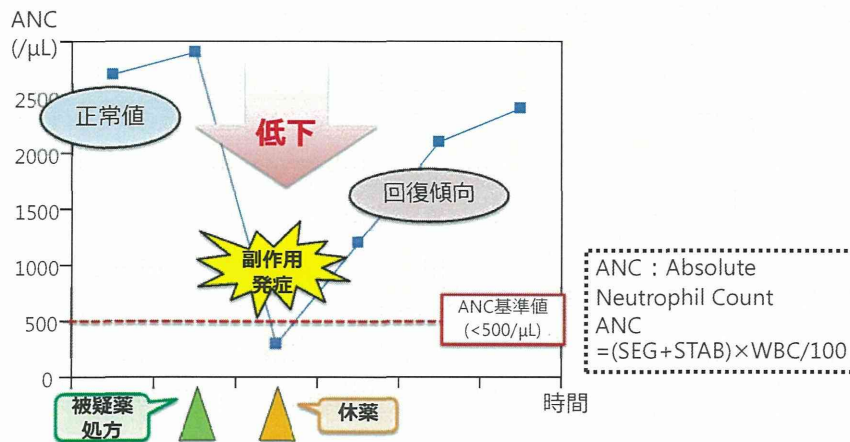 ANC
(/μL)
2500
2000
1500
1000
500
0
正常値
低下
回復傾向
副作用
発症
ANC基準値
(<500/μL)
ANC：Absolute
Neutrophil Count
ANC
=(SEG+STAB)×WBC/100
被疑薬
処方
休薬
時間